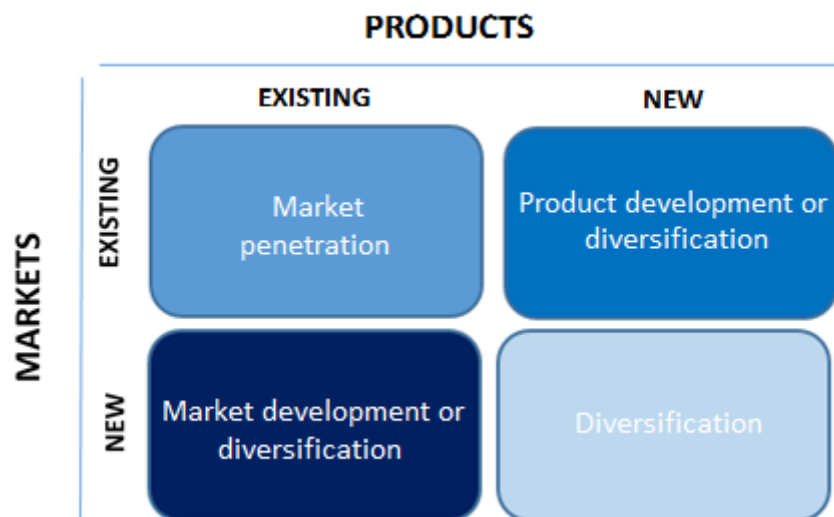 PRODUCTS
EXISTING
NEW
MARKETS
EXISTING
Market
penetration
Product development or
diversification
NEW
Market development or
diversification
Diversification